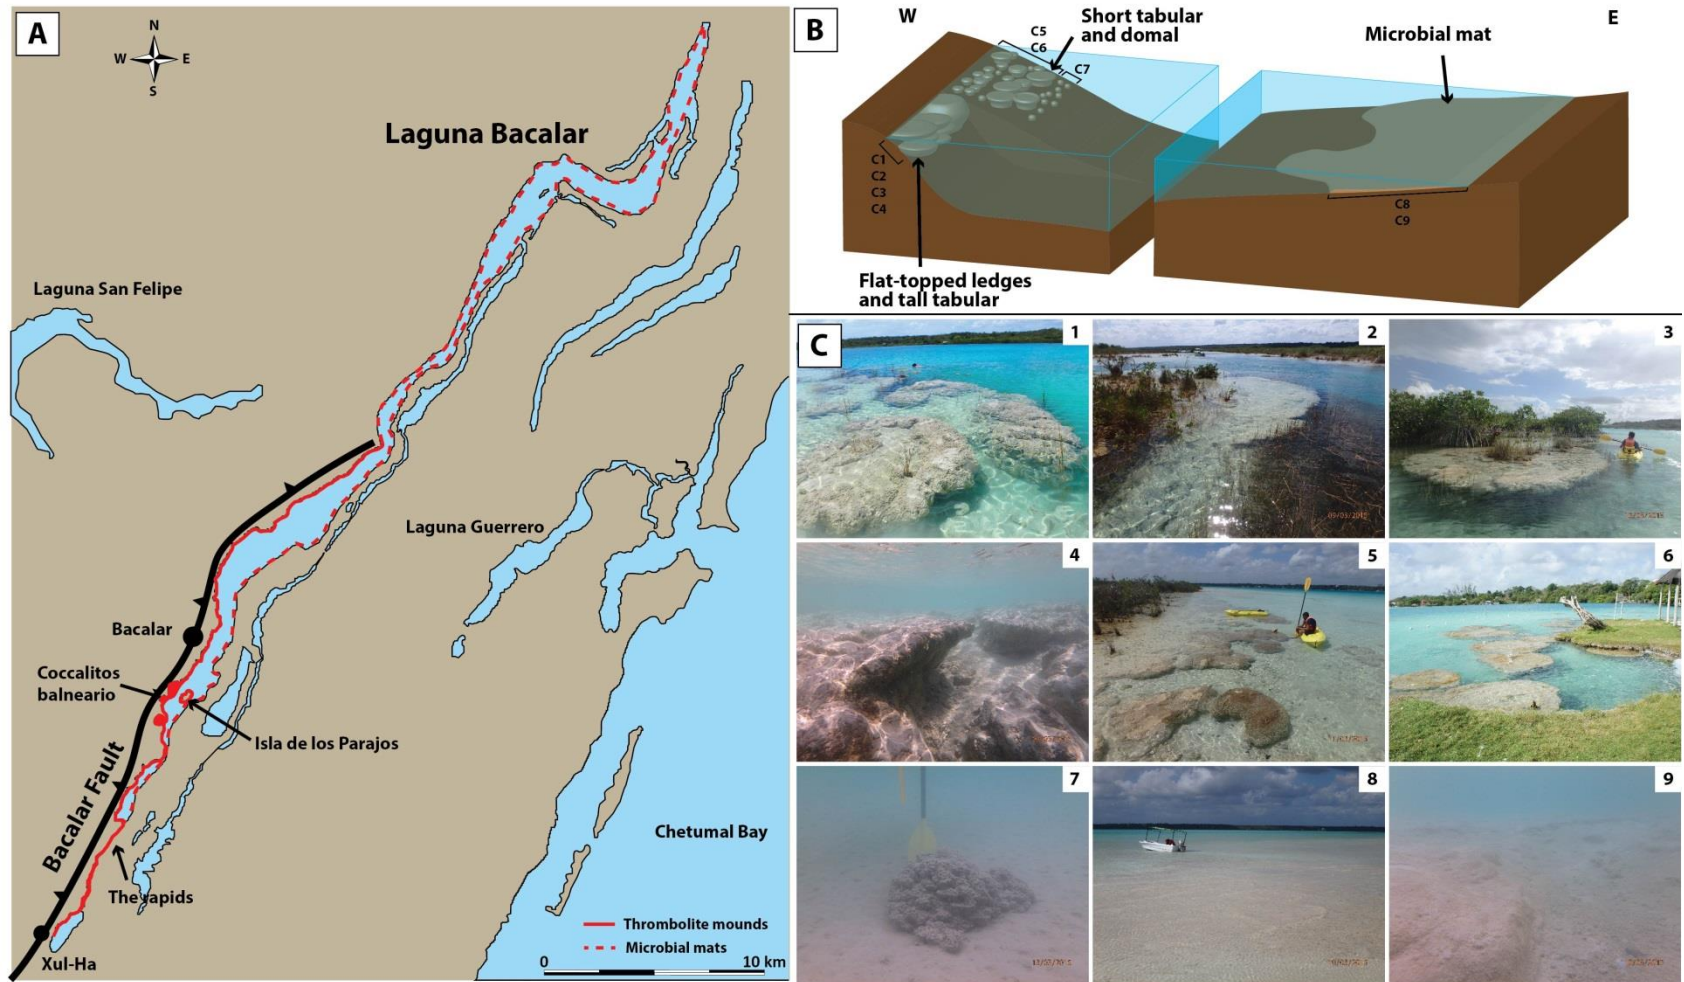 A
N
W
E
S
Laguna Bacalar
Laguna San Felipe
Laguna Guerrero
Bacalar
Coccalitos
balneario
Isla de los Parajos
Bacalar Fault
Chetumal Bay
The rapids
Xul-Ha
Thrombolite mounds
Microbial mats
0
10 km
B
W
E
C5
C6
Short tabular
and domal
C7
Microbial mat
C1
C2
C3
C4
C8
C9
Flat-topped ledges
and tall tabular
C
1
2
3
4
5
6
7
8
9